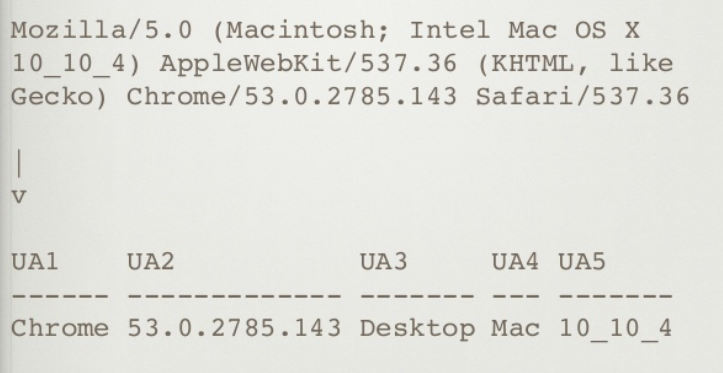 Mozilla/5.0 (Macintosh; Intel Mac OS X
10_10_4) AppleWebKit/537.36 (KHTML, like
Gecko) Chrome/53.0.2785.143 Safari/537.36
|
v
UA1 UA2 UA3 UA4 UA5
------ ------------- ------- --- -------
Chrome 53.0.2785.143 Desktop Mac 10_10_4